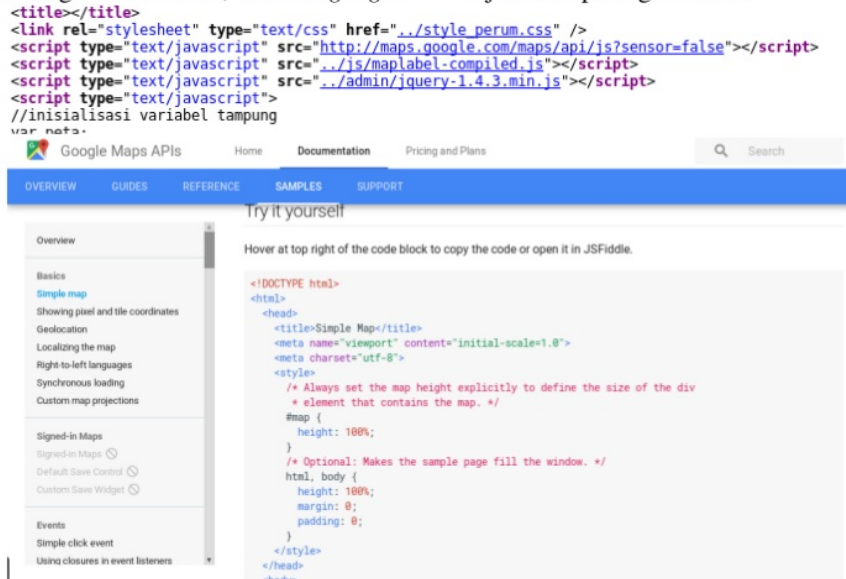 <title></title>
<link rel="stylesheet" type="text/css" href="../style_perum.css" />
<script type="text/javascript" src="http://maps.google.com/maps/api/js?sensor=false"></script>
<script type="text/javascript" src="../js/maplabel-compiled.js"></script>
<script type="text/javascript" src="../admin/jquery-1.4.3.min.js"></script>
<script type="text/javascript">
//inisialisasi variabel tampung
var peta;
Google Maps APIs Home Documentation Pricing and Plans Search
OVERVIEW GUIDES REFERENCE SAMPLES SUPPORT
Try it yourself
Hover at top right of the code block to copy the code or open it in JSFiddle.
Overview
Basics
Simple map
Showing pixel and tile coordinates
Geolocation
Localizing the map
Right-to-left languages
Synchronous loading
Custom map projections
Signed-in Maps
Signed-in Maps
Default Save Control
Custom Save Widget
Events
Simple click event
Using closures in event listeners
<!DOCTYPE html>
<html>
<head>
<title>Simple Map</title>
<meta name="viewport" content="initial-scale=1.0">
<meta charset="utf-8">
<style>
/* Always set the map height explicitly to define the size of the div
* element that contains the map. */
#map {
height: 100%;
}
/* Optional: Makes the sample page fill the window. */
html, body {
height: 100%;
margin: 0;
padding: 0;
}
</style>
</head>
<body>